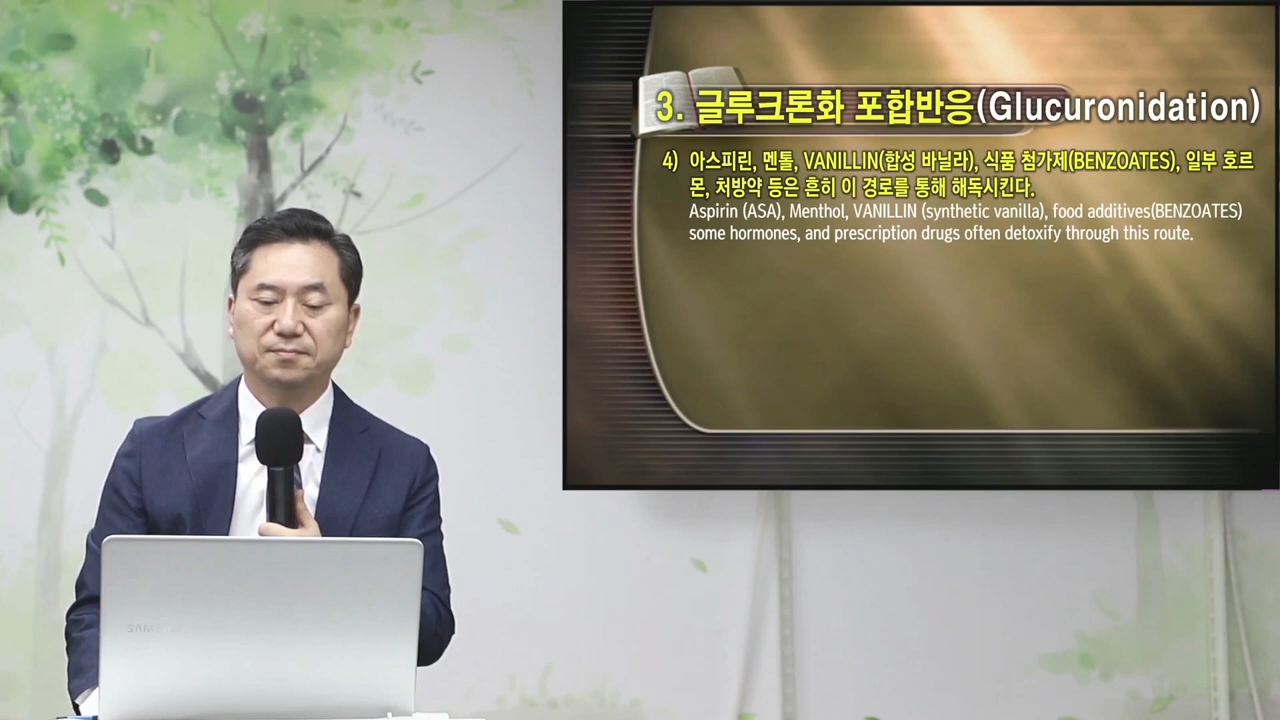 3. 글루크론화 포합반응(Glucuronidation)
4) 아스피린, 멘톨, VANILLIN(합성 바닐라), 식품 첨가제(BENZOATES), 일부 호르
몬, 처방약 등은 흔히 이 경로를 통해 해독시킨다.
Aspirin (ASA), Menthol, VANILLIN (synthetic vanilla), food additives(BENZOATES)
some hormones, and prescription drugs often detoxify through this route.
SAMSUNG